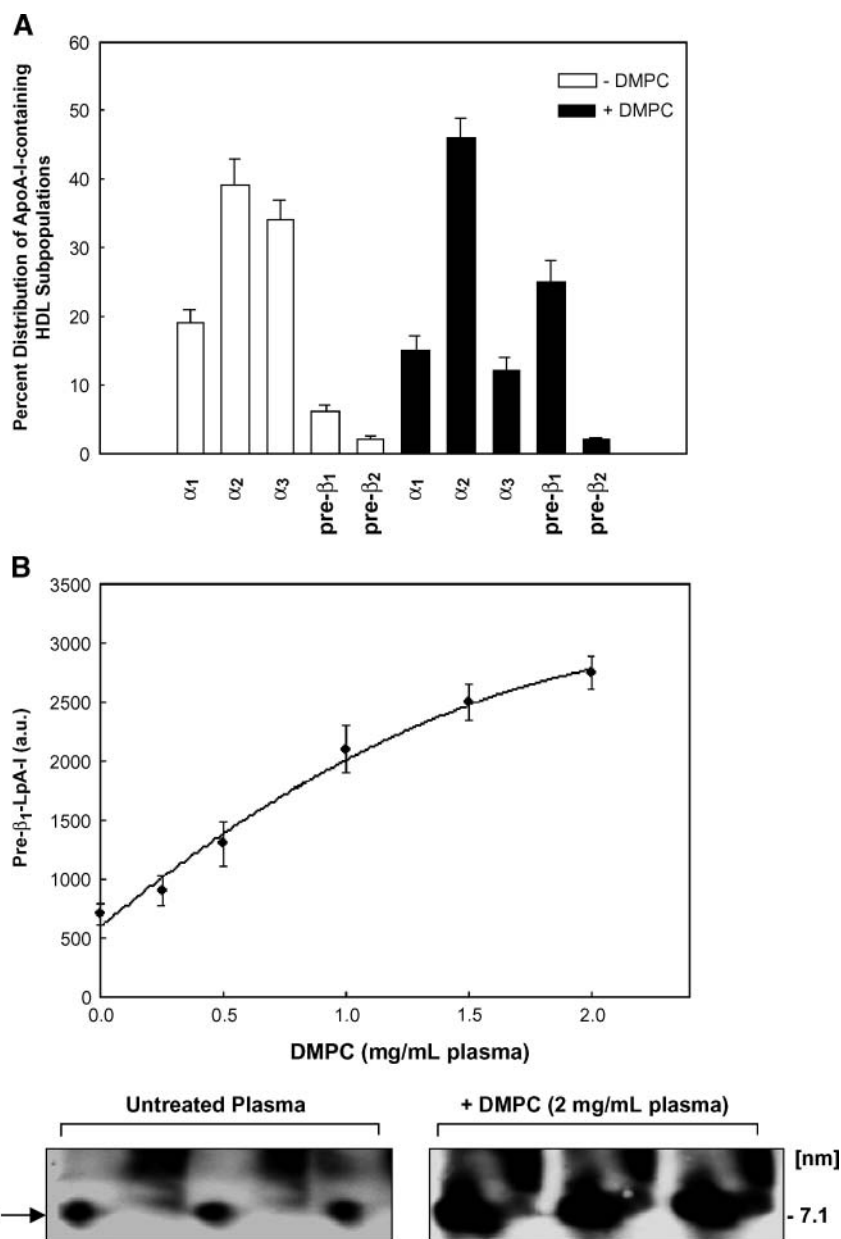 A
Percent Distribution of ApoA-I-containing
HDL Subpopulations
60
50
40
30
20
10
0
- DMPC
+ DMPC
α1
α2
α3
pre-β1
pre-β2
α1
α2
α3
pre-β1
pre-β2
B
Pre-β1-LpA-I (a.u.)
3500
3000
2500
2000
1500
1000
500
0
0.0
0.5
1.0
1.5
2.0
DMPC (mg/mL plasma)
Untreated Plasma
+ DMPC (2 mg/mL plasma)
[nm]
- 7.1